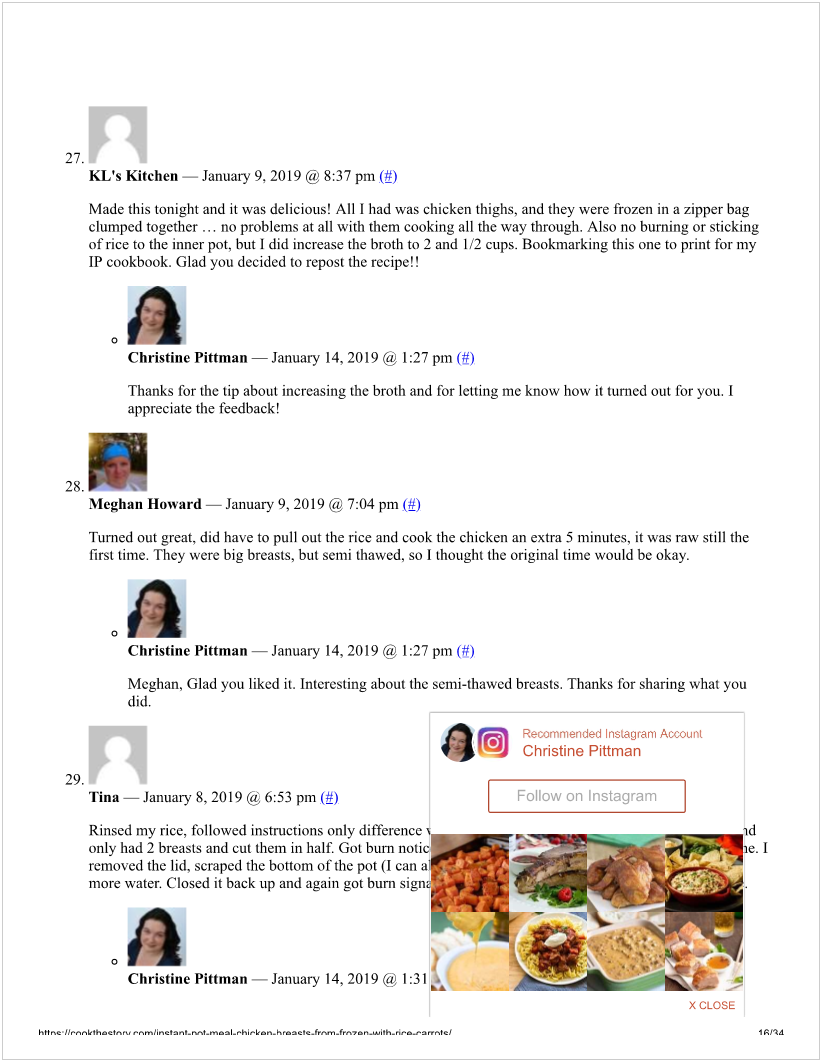 27.
KL's Kitchen — January 9, 2019 @ 8:37 pm (#)
Made this tonight and it was delicious! All I had was chicken thighs, and they were frozen in a zipper bag
clumped together … no problems at all with them cooking all the way through. Also no burning or sticking
of rice to the inner pot, but I did increase the broth to 2 and 1/2 cups. Bookmarking this one to print for my
IP cookbook. Glad you decided to repost the recipe!!
Christine Pittman — January 14, 2019 @ 1:27 pm (#)
Thanks for the tip about increasing the broth and for letting me know how it turned out for you. I
appreciate the feedback!
28.
Meghan Howard — January 9, 2019 @ 7:04 pm (#)
Turned out great, did have to pull out the rice and cook the chicken an extra 5 minutes, it was raw still the
first time. They were big breasts, but semi thawed, so I thought the original time would be okay.
Christine Pittman — January 14, 2019 @ 1:27 pm (#)
Meghan, Glad you liked it. Interesting about the semi-thawed breasts. Thanks for sharing what you
did.
29.
Tina — January 8, 2019 @ 6:53 pm (#)
Rinsed my rice, followed instructions only difference
only had 2 breasts and cut them in half. Got burn I
removed the lid, scraped the bottom of the pot (I can
more water. Closed it back up and again got burn
Christine Pittman — January 14, 2019 @ 1:31
Recommended Instagram Account
Christine Pittman
Follow on Instagram
X CLOSE
https://cookthestory.com/instant-pot-meal-chicken-breasts-from-frozen-with-rice-carrots/ 16/34